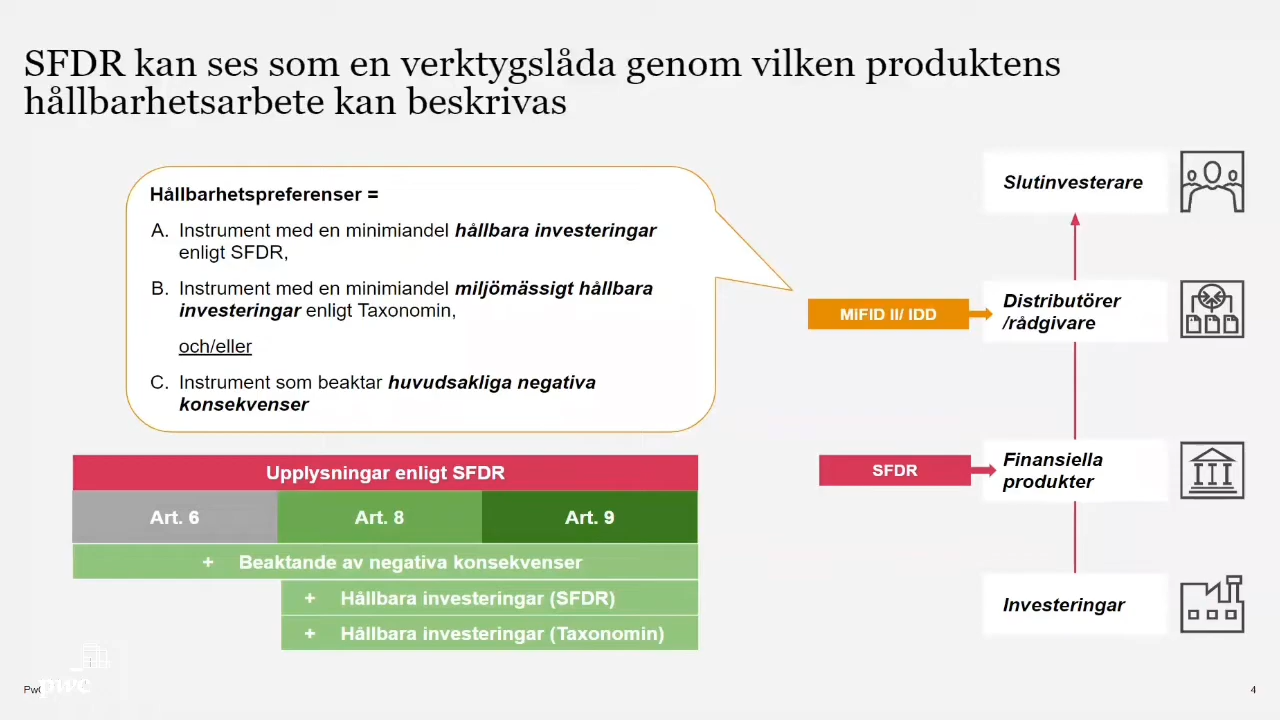 SFDR kan ses som en verktygslåda genom vilken produktens
hållbarhetsarbete kan beskrivas
Hållbarhetspreferenser =
A. Instrument med en minimiandel hållbara investeringar
enligt SFDR,
B. Instrument med en minimiandel miljömässigt hållbara
investeringar enligt Taxonomin,
och/eller
C. Instrument som beaktar huvudsakliga negativa
konsekvenser
Slutinvesterare
MiFID II/ IDD
Distributörer
/rådgivare
SFDR
Finansiella
produkter
Investeringar
Upplysningar enligt SFDR
Art. 6
Art. 8
Art. 9
+ Beaktande av negativa konsekvenser
+ Hållbara investeringar (SFDR)
+ Hållbara investeringar (Taxonomin)
pwc
PwC
4